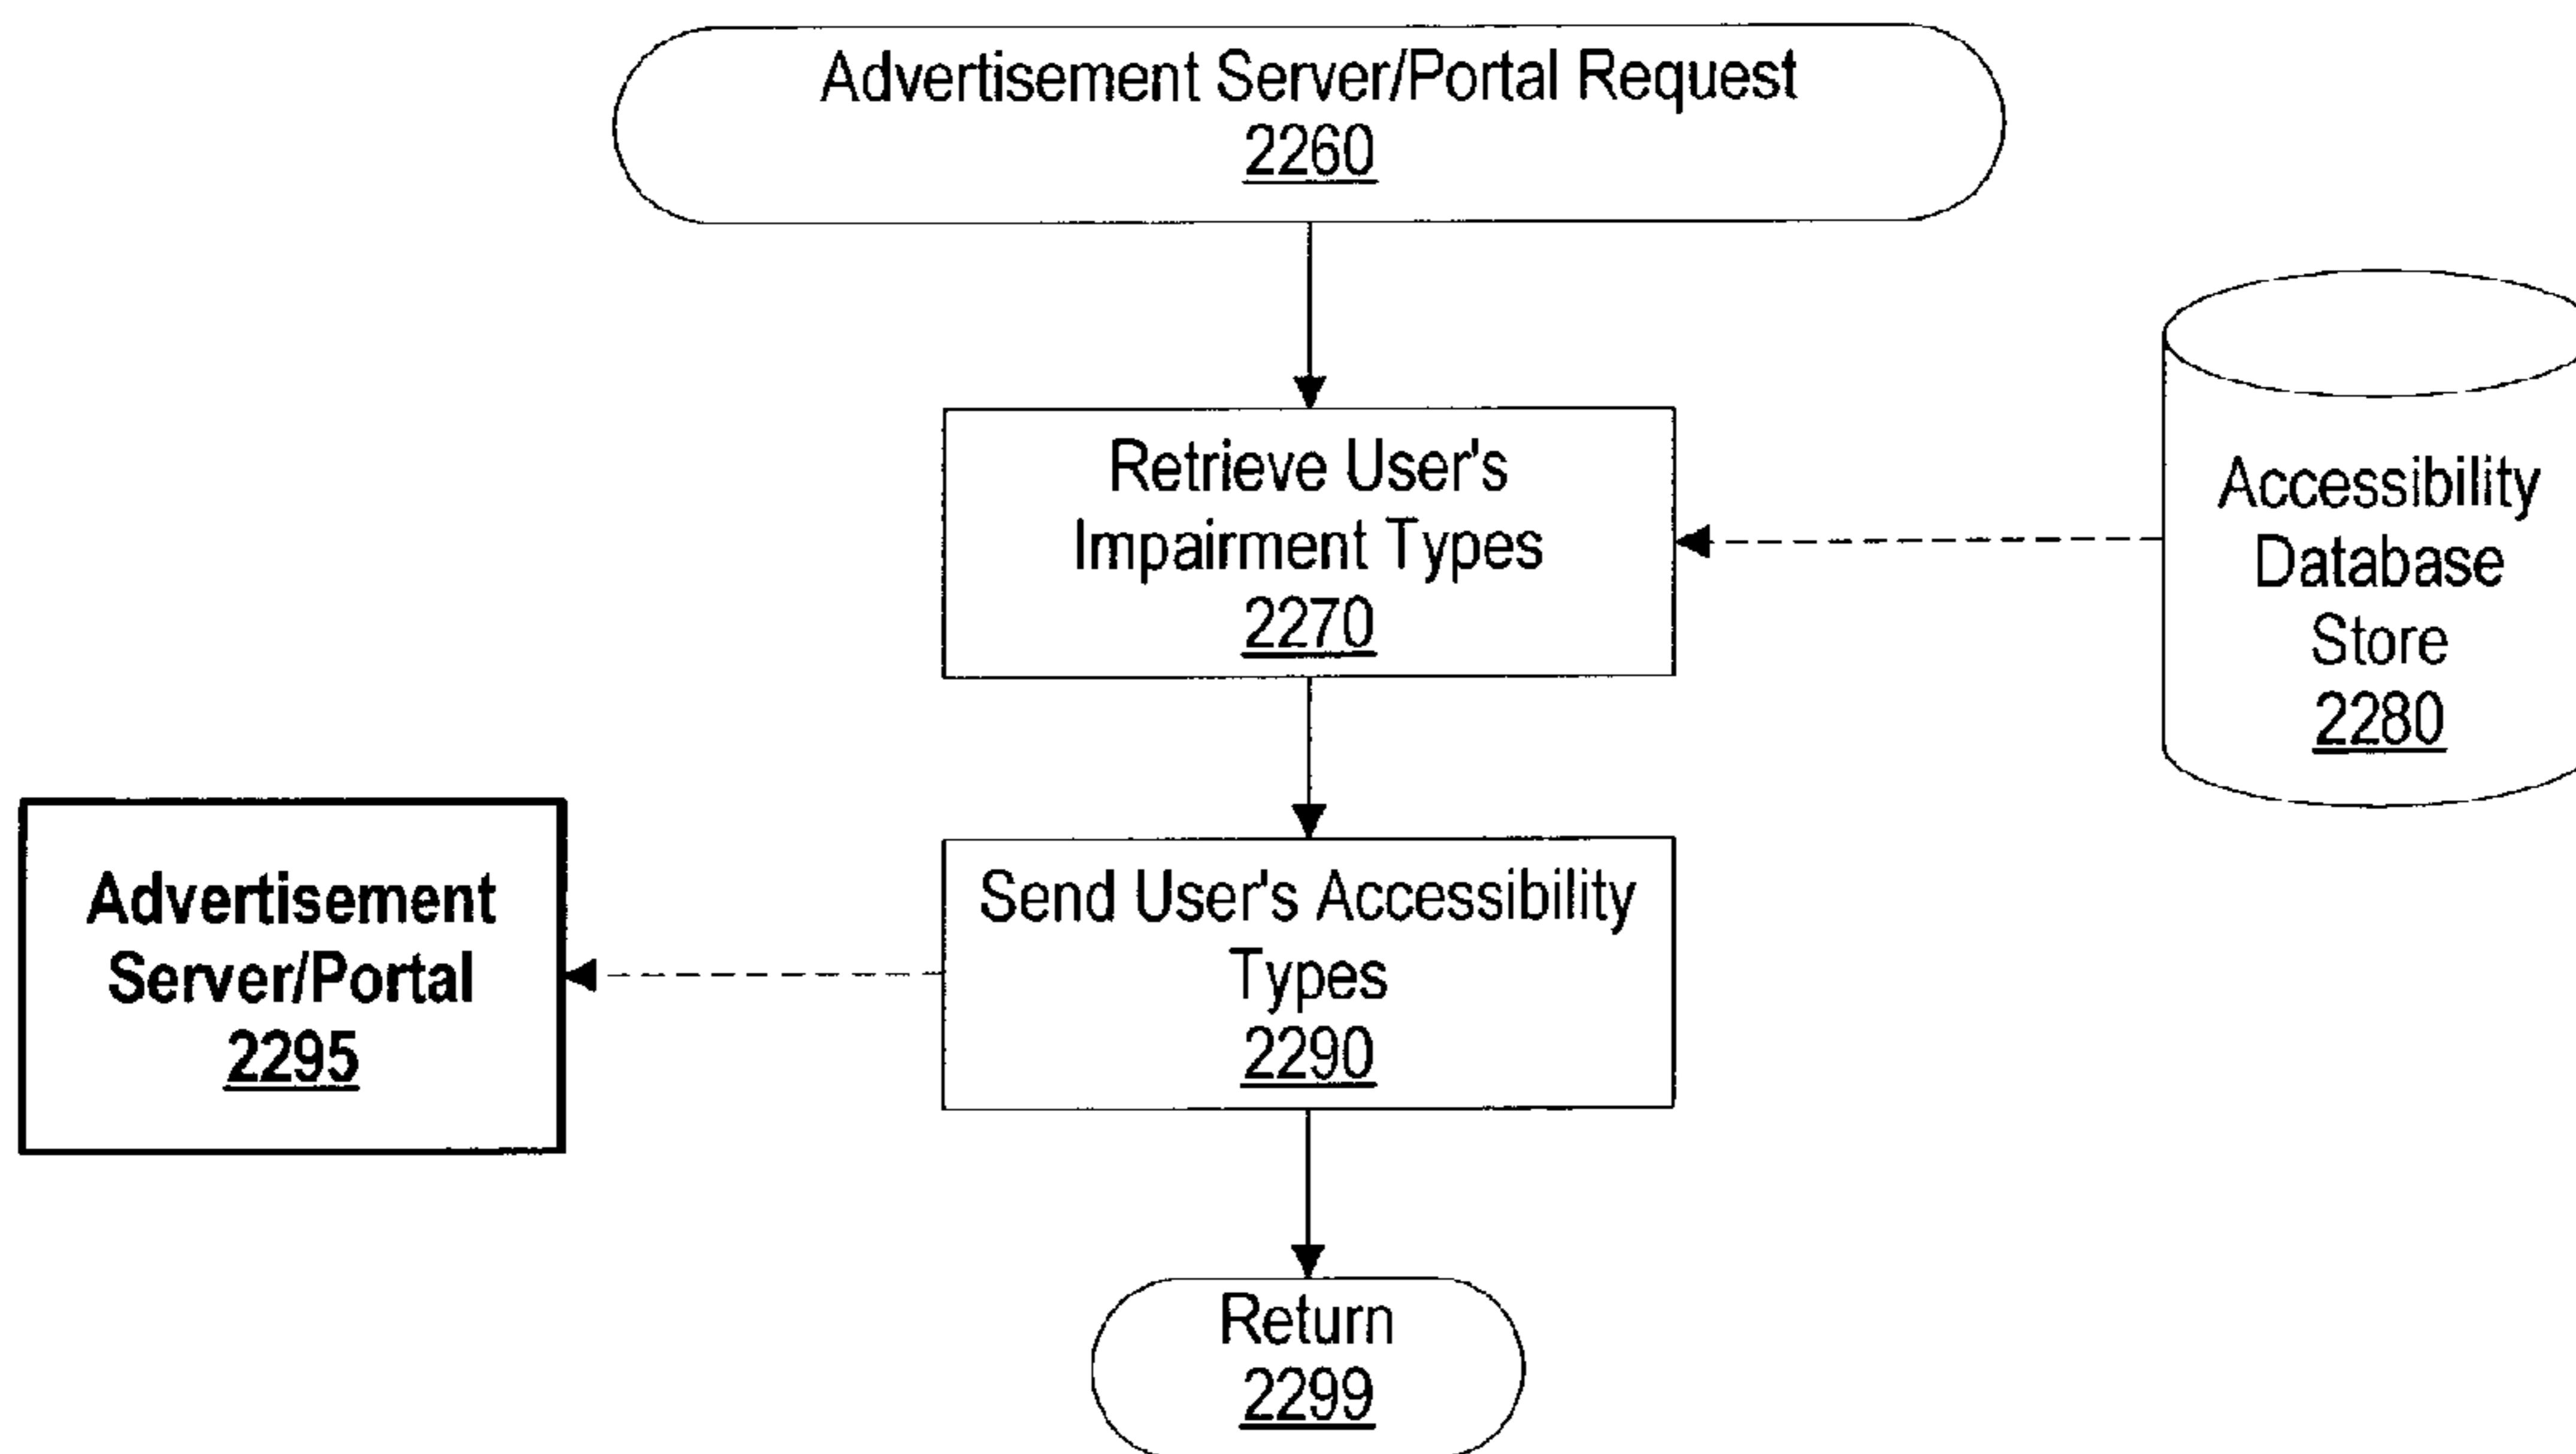 Advertisement Server/Portal Request
2260
Retrieve User's
Impairment Types
2270
Accessibility
Database
Store
2280
Advertisement
Server/Portal
2295
Send User's Accessibility
Types
2290
Return
2299